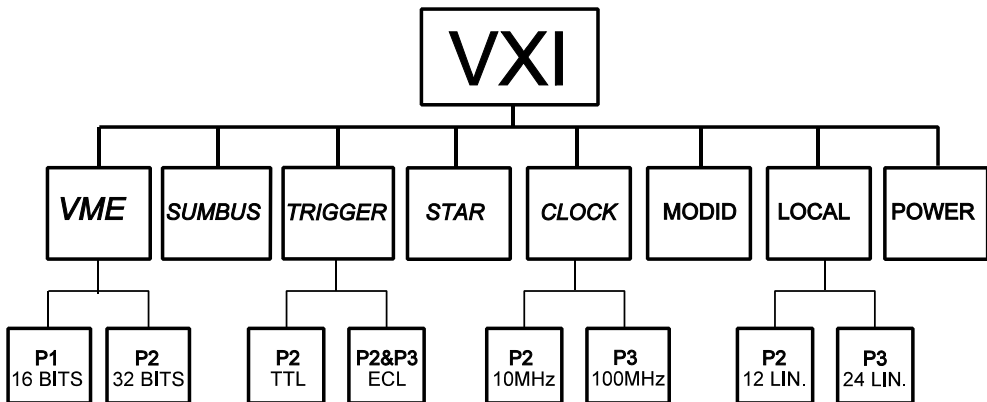 VXI
VME SUMBUS TRIGGER STAR CLOCK MODID LOCAL POWER
P1 P2 P2 P2&P3 P2 P3 P2 P3
16 BITS 32 BITS TTL ECL 10MHz 100MHz 12 LIN. 24 LIN.